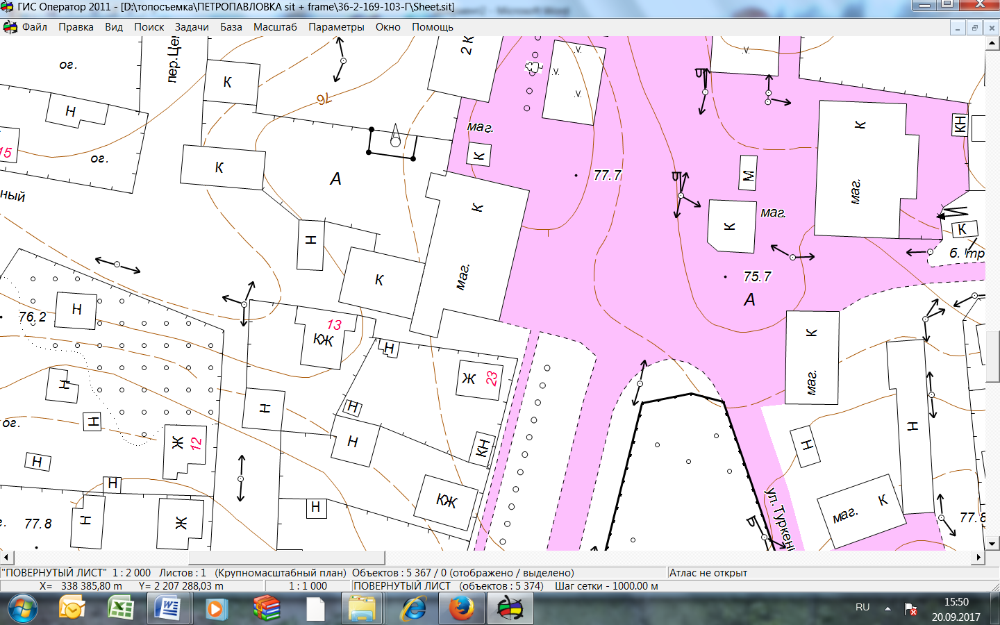 ГИС Оператор 2011 - [D:\топосъемка\ПЕТРОПАВЛОВКА sit + frame\36-2-169-103-Г\Sheet.sit]
Файл Правка Вид Поиск Задачи База Масштаб Параметры Окно Помощь
ог.
пер.Цен
2 К
К
Н
76
15
ог.
маг.
К
КН
К
К
А
77.7
М
ный
К
маг.
маг.
К
К
Н
б. тр
К
маг.
75.7
А
Н
76.2
13
КЖ
Н
К
маг.
Ж
23
Н
Н
Н
ог.
Н
Н
Н
Ж
12
КН
Н
Н
Н
КЖ
ул. Туркен
маг.
К
Н
77.8
Н
Ж
77.8
"ПОВЕРНУТЫЙ ЛИСТ" 1 : 2 000 Листов : 1 (Крупномасштабный план) Объектов : 5 367 / 0 (отображено / выделено) Атлас не открыт
X= 338 385,80 m Y= 2 207 288,03 m 1 : 1 000 ПОВЕРНУТЫЙ ЛИСТ (объектов : 5 374) Шаг сетки - 1000.00 м
RU
15:50
20.09.2017